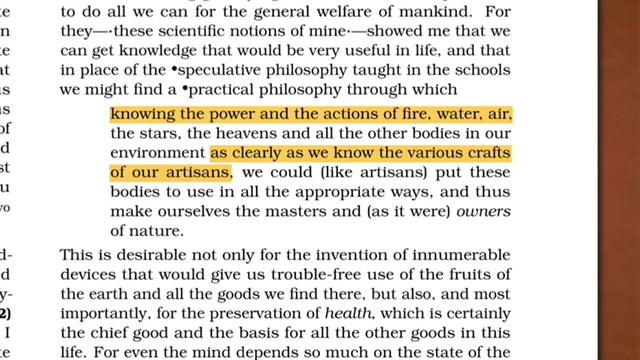 to do all we can for the general welfare of mankind. For
they—·these scientific notions of mine·—showed me that we
can get knowledge that would be very useful in life, and that
in place of the •speculative philosophy taught in the schools
we might find a •practical philosophy through which
knowing the power and the actions of fire, water, air,
the stars, the heavens and all the other bodies in our
environment as clearly as we know the various crafts
of our artisans, we could (like artisans) put these
bodies to use in all the appropriate ways, and thus
make ourselves the masters and (as it were) owners
of nature.
This is desirable not only for the invention of innumerable
devices that would give us trouble-free use of the fruits of
the earth and all the goods we find there, but also, and most
importantly, for the preservation of health, which is certainly
the chief good and the basis for all the other goods in this
life. For even the mind depends so much on the state of the